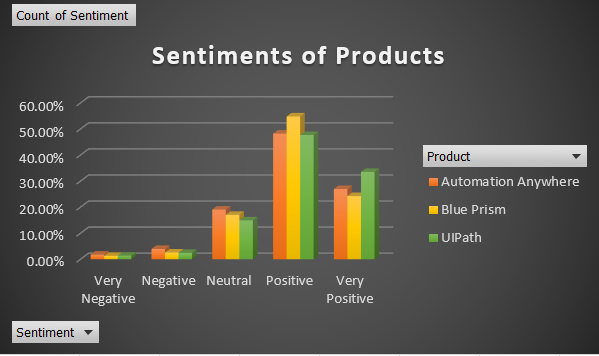 Count of Sentiment
Sentiments of Products
60.00%
50.00%
40.00%
30.00%
20.00%
10.00%
0.00%
Very
Negative
Negative
Neutral
Positive
Very
Positive
Product
Automation Anywhere
Blue Prism
UIPath
Sentiment